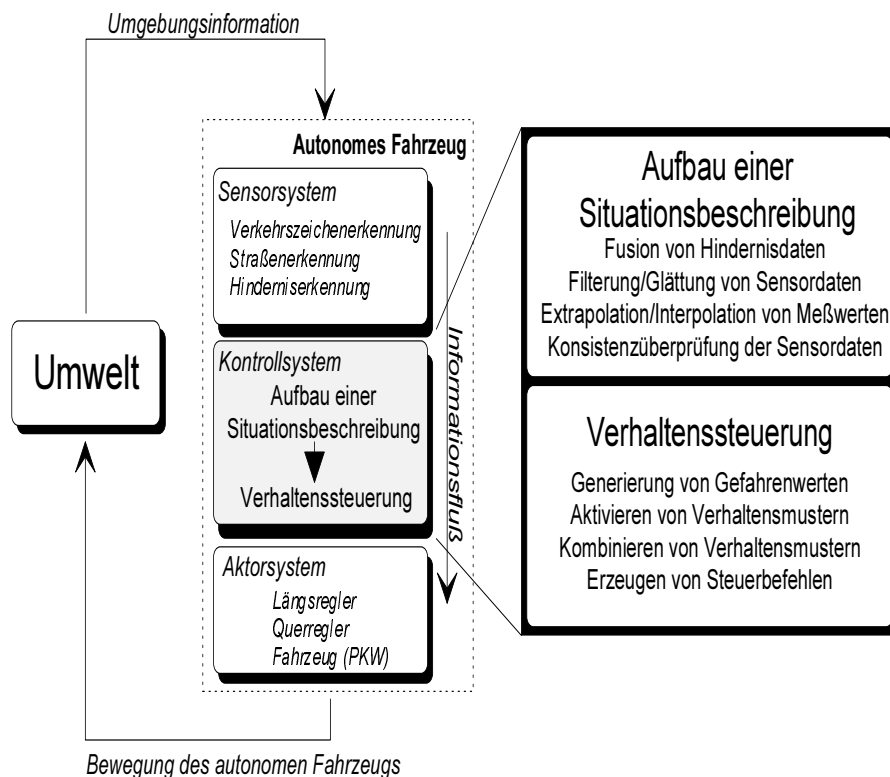 Umgebungsinformation
Autonomes Fahrzeug
Sensorsystem
Verkehrszeichenerkennung
Straßenerkennung
Hinderniserkennung
Umwelt
Kontrollsystem
Aufbau einer
Situationsbeschreibung
Verhaltenssteuerung
Informationsfluß
Aktorsystem
Längsregler
Querregler
Fahrzeug (PKW)
Bewegung des autonomen Fahrzeugs
Aufbau einer
Situationsbeschreibung
Fusion von Hindernisdaten
Filterung/Glättung von Sensordaten
Extrapolation/Interpolation von Meßwerten
Konsistenzüberprüfung der Sensordaten
Verhaltenssteuerung
Generierung von Gefahrenwerten
Aktivieren von Verhaltensmustern
Kombinieren von Verhaltensmustern
Erzeugen von Steuerbefehlen